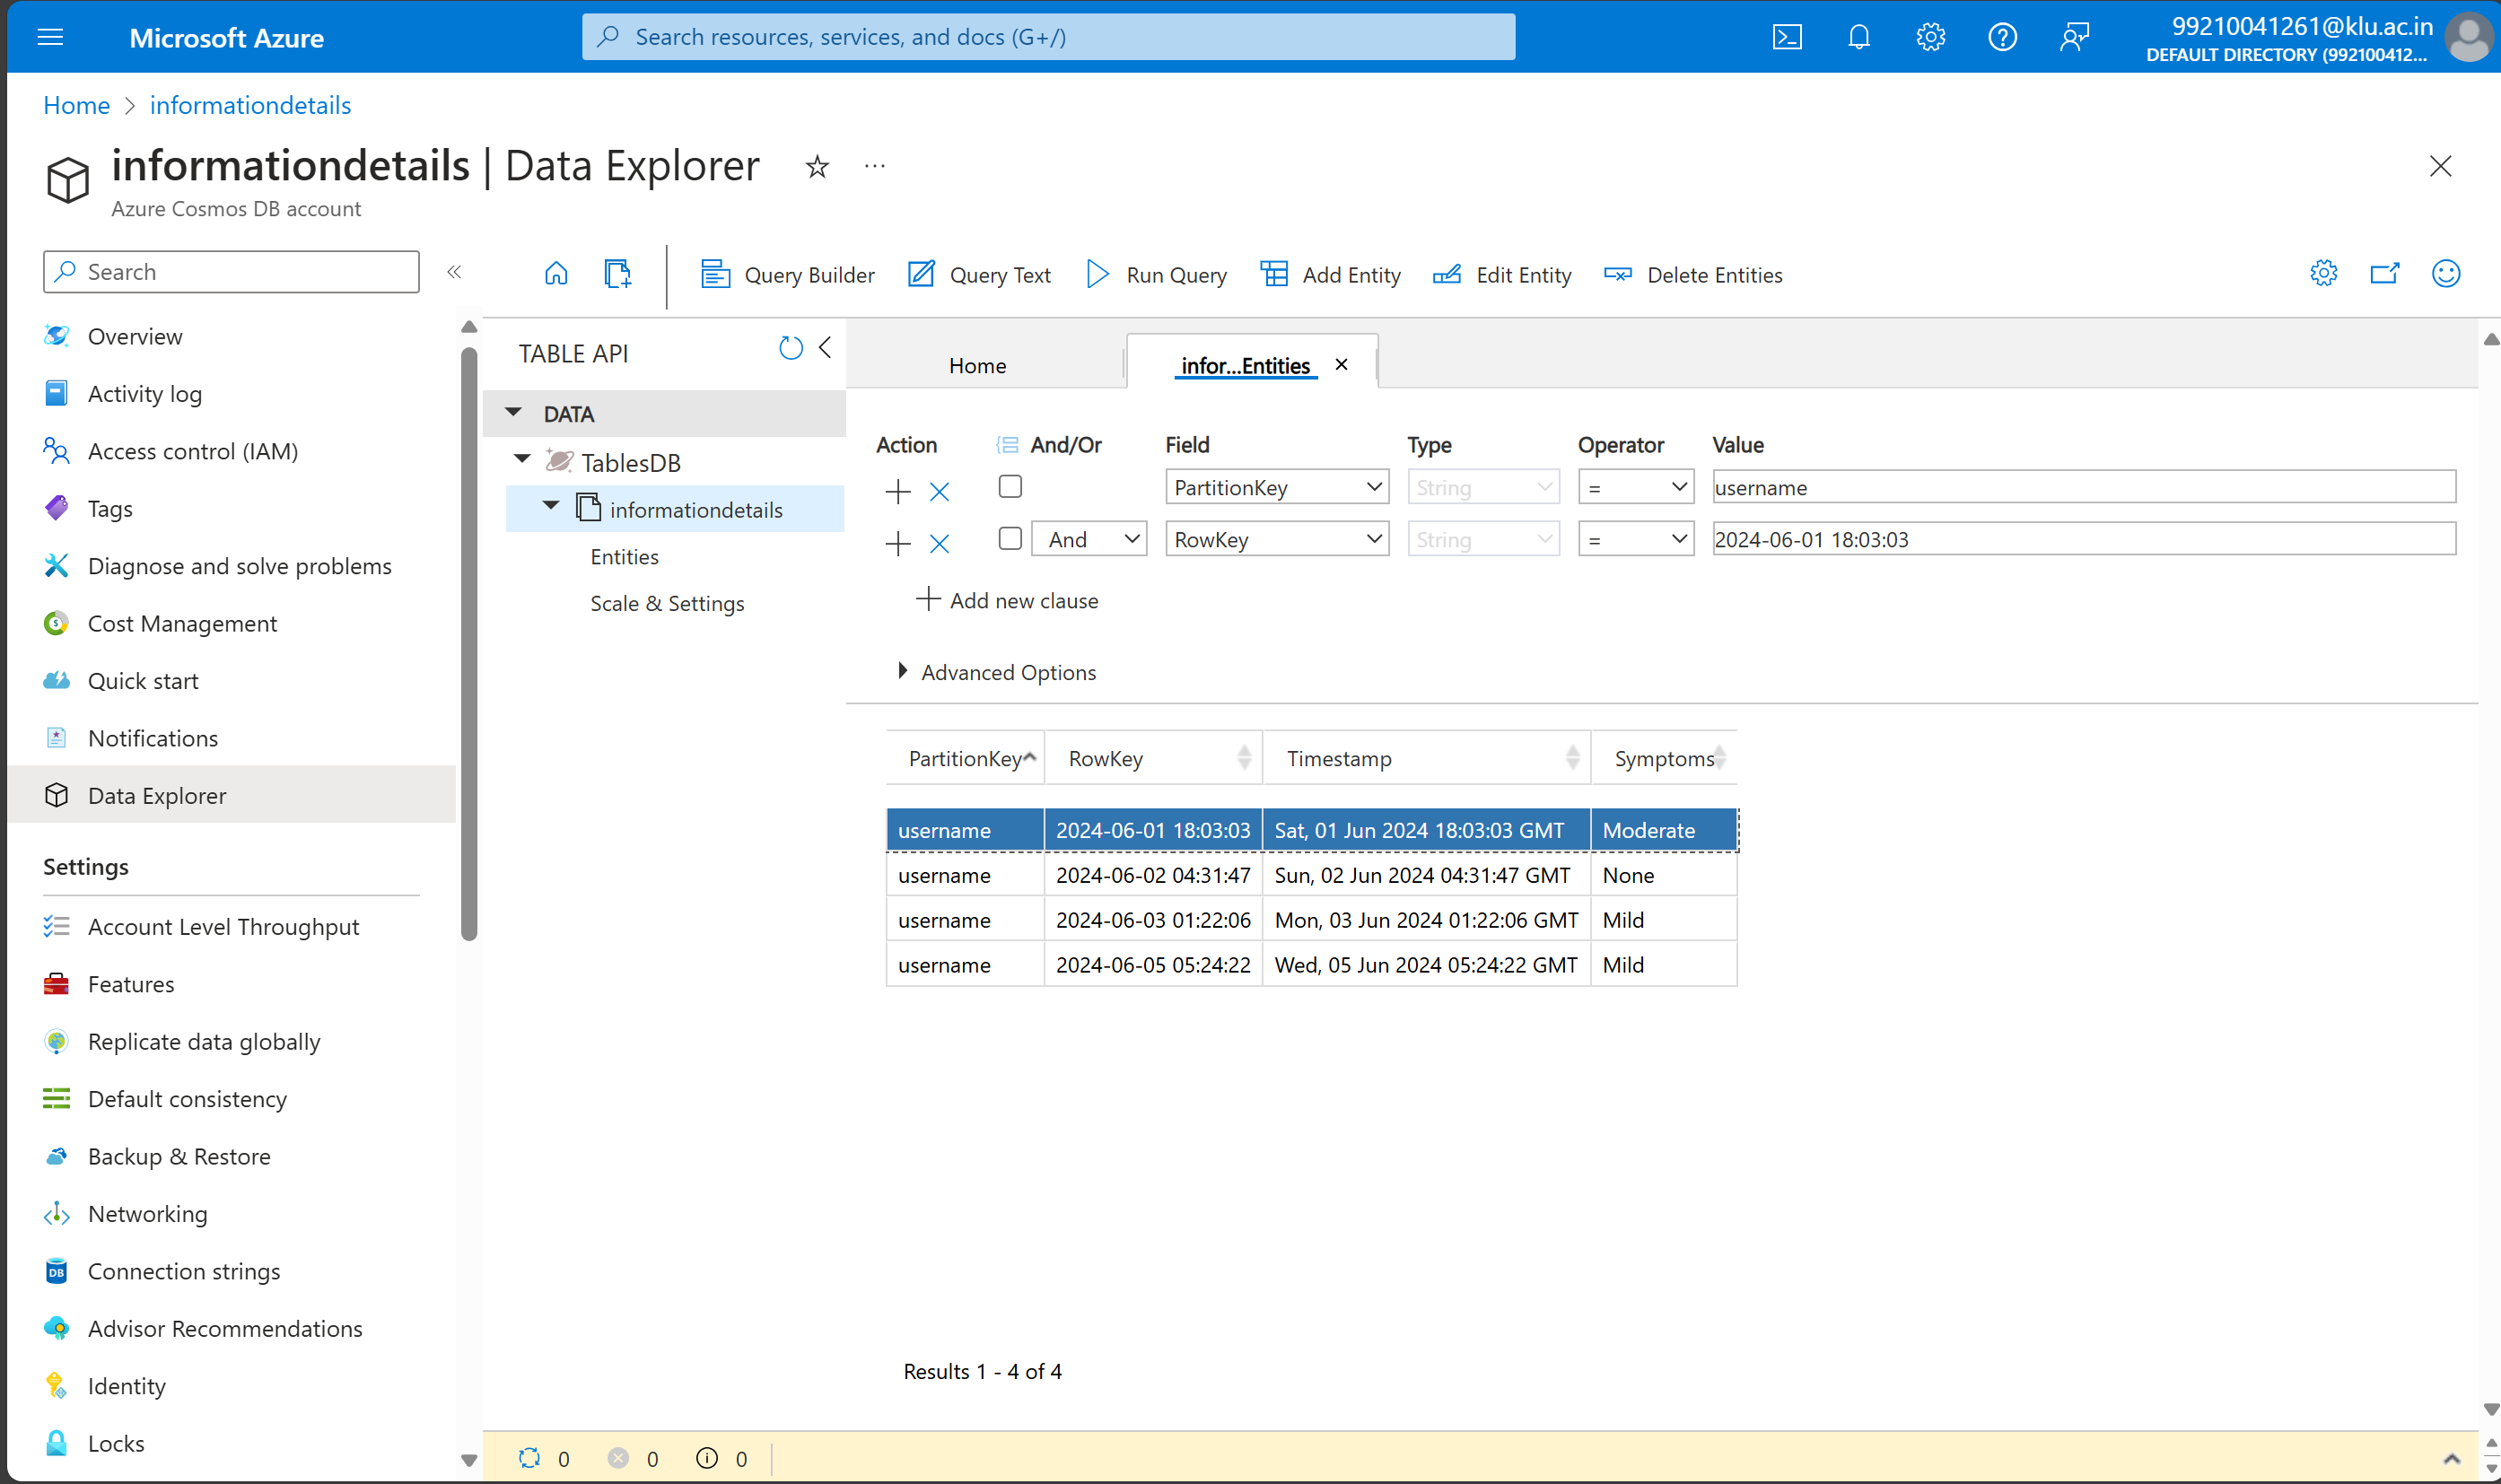 Microsoft Azure
Search resources, services, and docs (G+/)
99210041261@klu.ac.in
DEFAULT DIRECTORY (992100412...
Home > informationdetails
informationdetails | Data Explorer
Azure Cosmos DB account
Search
Overview
Activity log
Access control (IAM)
Tags
Diagnose and solve problems
Cost Management
Quick start
Notifications
Data Explorer
Settings
Account Level Throughput
Features
Replicate data globally
Default consistency
Backup & Restore
Networking
Connection strings
Advisor Recommendations
Identity
Locks
Query Builder Query Text Run Query Add Entity Edit Entity Delete Entities
TABLE API
DATA
TablesDB
informationdetails
Entities
Scale & Settings
Home infor...Entities
Action And/Or Field Type Operator Value
PartitionKey String = username
And RowKey String = 2024-06-01 18:03:03
Add new clause
Advanced Options
PartitionKey RowKey Timestamp Symptoms
username 2024-06-01 18:03:03 Sat, 01 Jun 2024 18:03:03 GMT Moderate
username 2024-06-02 04:31:47 Sun, 02 Jun 2024 04:31:47 GMT None
username 2024-06-03 01:22:06 Mon, 03 Jun 2024 01:22:06 GMT Mild
username 2024-06-05 05:24:22 Wed, 05 Jun 2024 05:24:22 GMT Mild
Results 1 - 4 of 4
0 0 0